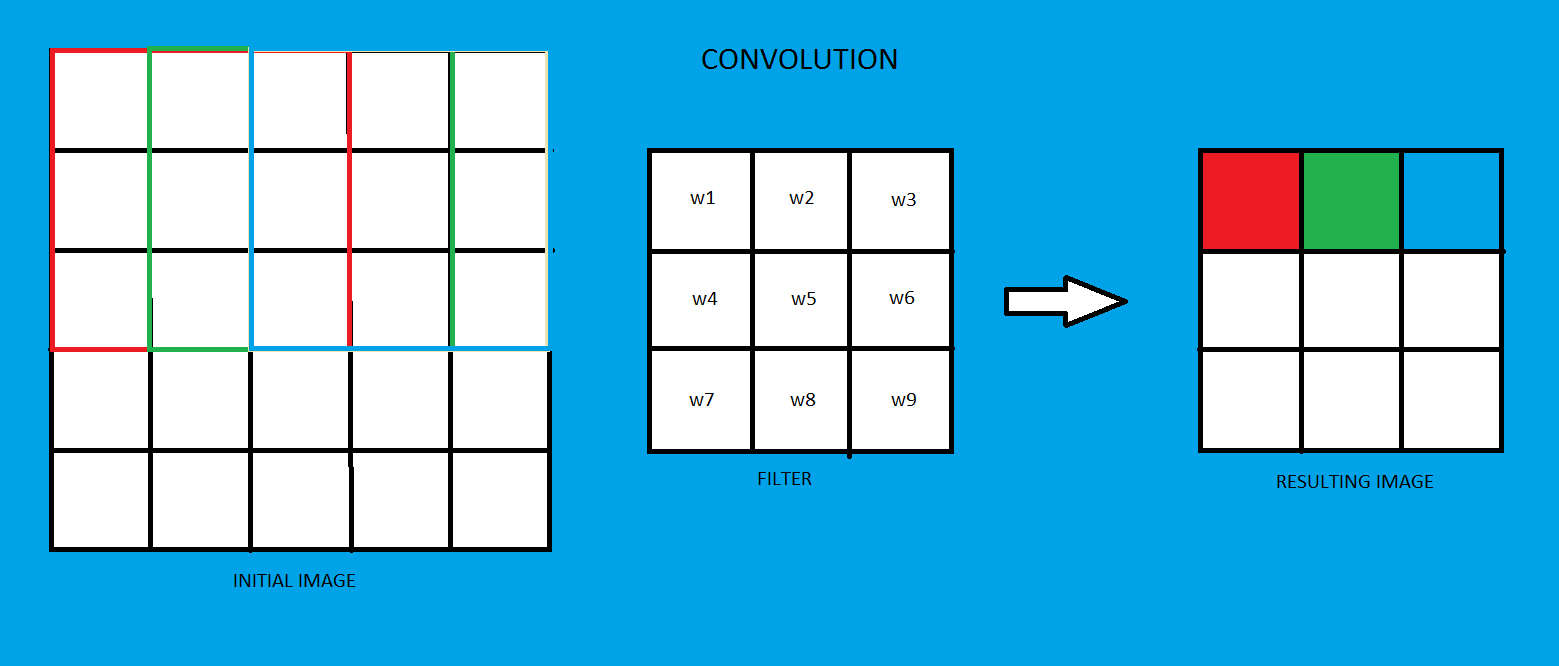 CONVOLUTION
w1 w2 w3
w4 w5 w6
w7 w8 w9
FILTER
RESULTING IMAGE
INITIAL IMAGE